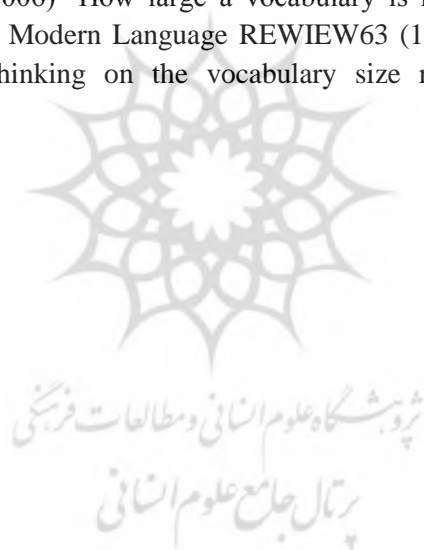 006) How large a vocabulary is
Modern Language REWIEW63 (1
hinking on the vocabulary size
پژوهشگاه علوم انسانی و مطالعات فرهنگی
پرتال جامع علوم انسانی